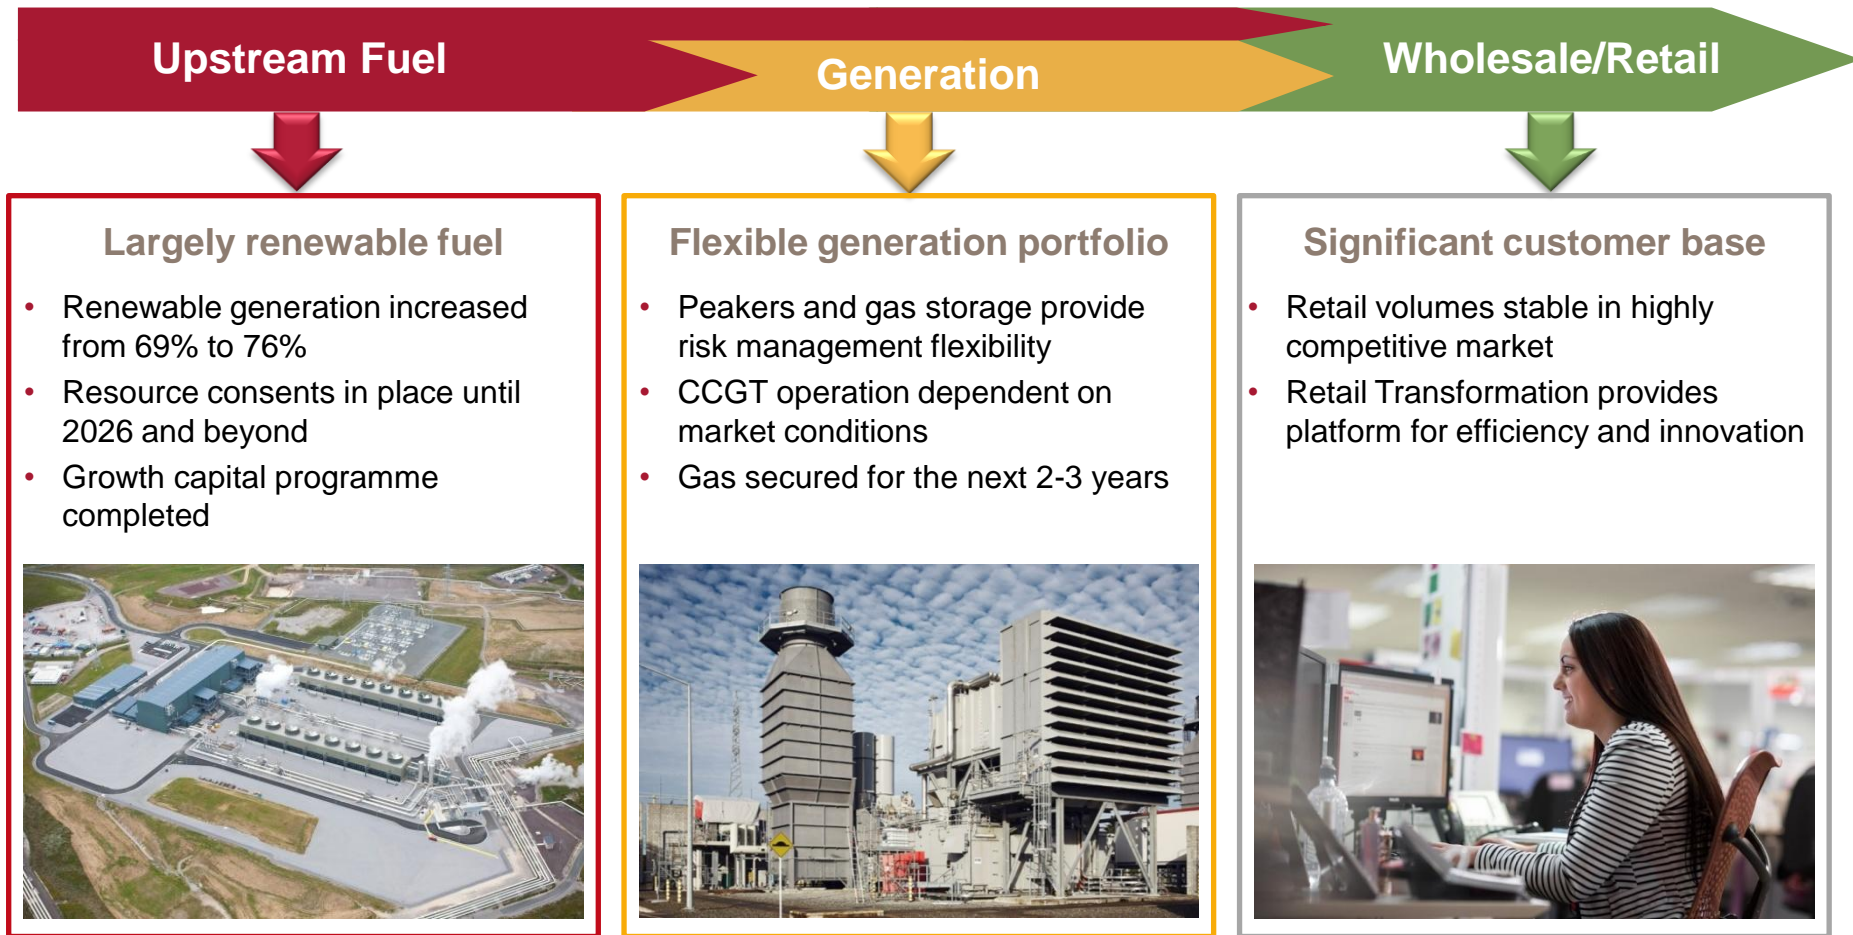 Upstream Fuel
Generation
Wholesale/Retail
Largely renewable fuel
• Renewable generation increased
from 69% to 76%
• Resource consents in place until
2026 and beyond
• Growth capital programme
completed
Flexible generation portfolio
• Peakers and gas storage provide
risk management flexibility
• CCGT operation dependent on
market conditions
• Gas secured for the next 2-3 years
Significant customer base
• Retail volumes stable in highly
competitive market
• Retail Transformation provides
platform for efficiency and innovation